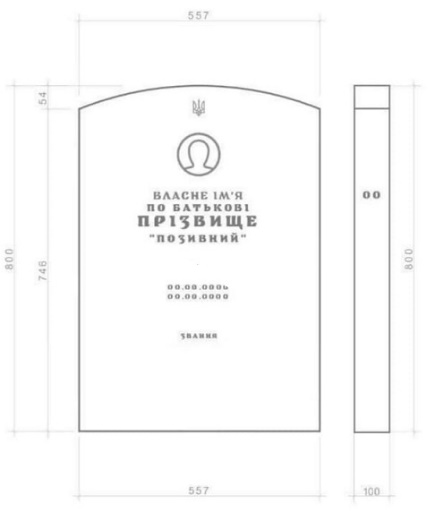 557
54
ВЛАСНЕ ІМ'Я
ПО БАТЬКОВІ
ПРІЗВИЩЕ
"ПОЗИВНИЙ"
00
800
746
800
00.00.0000
00.00.0000
ЗВАННЯ
557
100